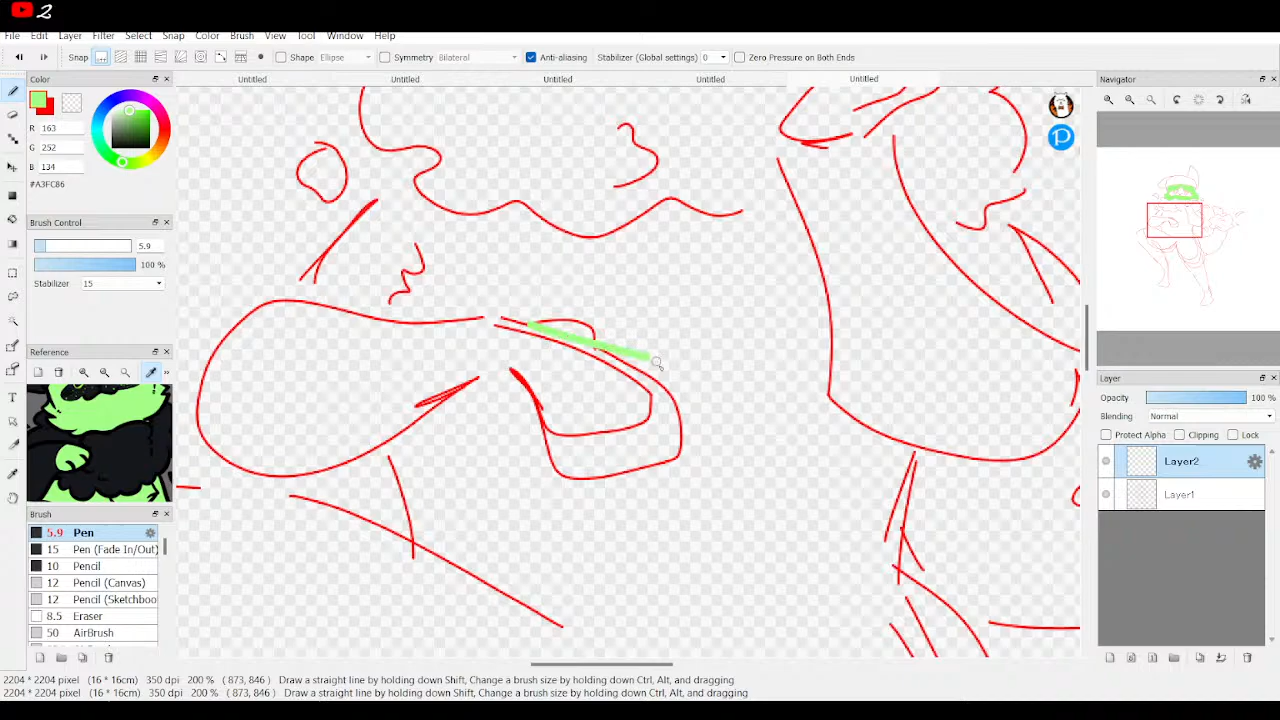 2
File Edit Layer Filter Select Snap Color Brush View Tool Window Help
Snap Shape Ellipse Symmetry Bilateral Anti-aliasing Stabilizer (Global settings) 0 Zero Pressure on Both Ends
Color
Untitled Untitled Untitled Untitled Untitled
Navigator
R 163
G 252
B 134
#A3FC86
Brush Control
5.9
100 %
Stabilizer 15
Reference
Layer
Opacity 100 %
Blending Normal
Protect Alpha Clipping Lock
Layer2
Layer1
Brush
5.9 Pen
15 Pen (Fade In/Out)
10 Pencil
12 Pencil (Canvas)
12 Pencil (Sketchboo
8.5 Eraser
50 AirBrush
2204 * 2204 pixel (16 * 16cm) 350 dpi 200 % ( 873, 846 ) Draw a straight line by holding down Shift, Change a brush size by holding down Ctrl, Alt, and dragging
2204 * 2204 pixel (16 * 16cm) 350 dpi 200 % ( 873, 846 ) Draw a straight line by holding down Shift, Change a brush size by holding down Ctrl, Alt, and dragging